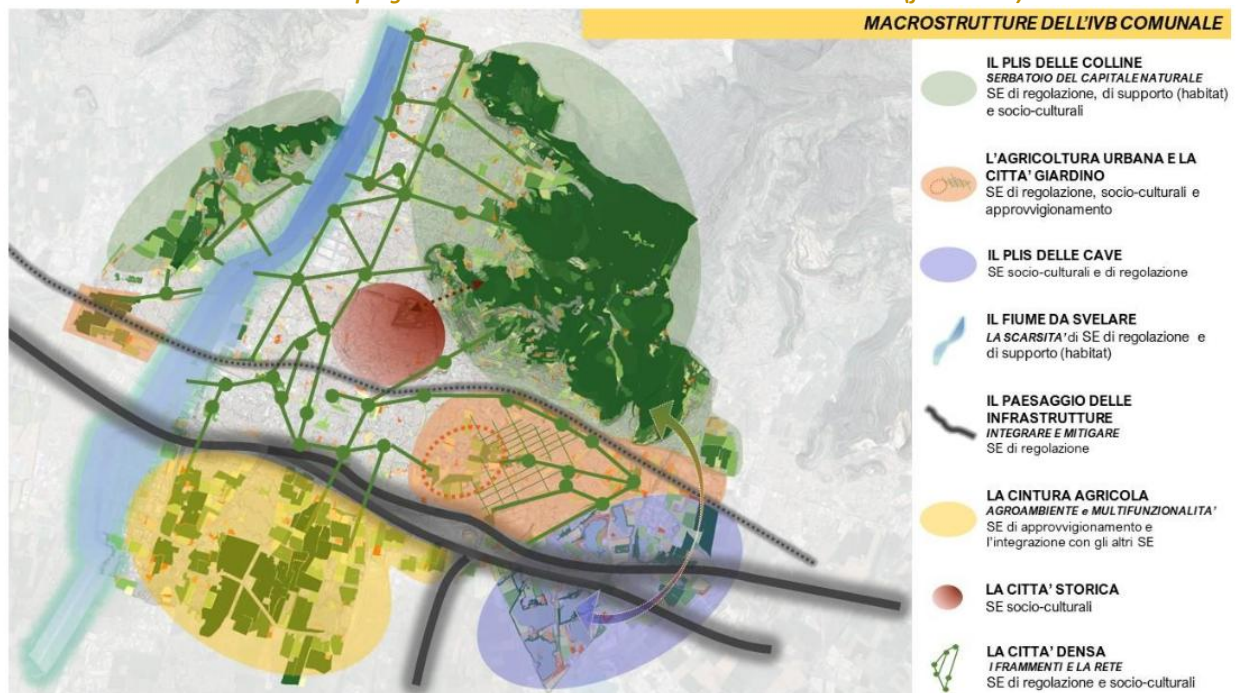 MACROSTRUTTURE DELL'IVB COMUNALE
IL PLIS DELLE COLLINE
SERBATOIO DEL CAPITALE NATURALE
SE di regolazione, di supporto (habitat)
e socio-culturali
L'AGRICOLTURA URBANA E LA
CITTA' GIARDINO
SE di regolazione, socio-culturali e
approvvigionamento
IL PLIS DELLE CAVE
SE socio-culturali e di regolazione
IL FIUME DA SVELARE
LA SCARSITA' di SE di regolazione e
di supporto (habitat)
IL PAESAGGIO DELLE
INFRASTRUTTURE
INTEGRARE E MITIGARE
SE di regolazione
LA CINTURA AGRICOLA
AGROAMBIENTE e MULTIFUNZIONALITA'
SE di approvvigionamento e
l'integrazione con gli altri SE
LA CITTA' STORICA
SE socio-culturali
LA CITTA' DENSA
I FRAMMENTI E LA RETE
SE di regolazione e socio-culturali